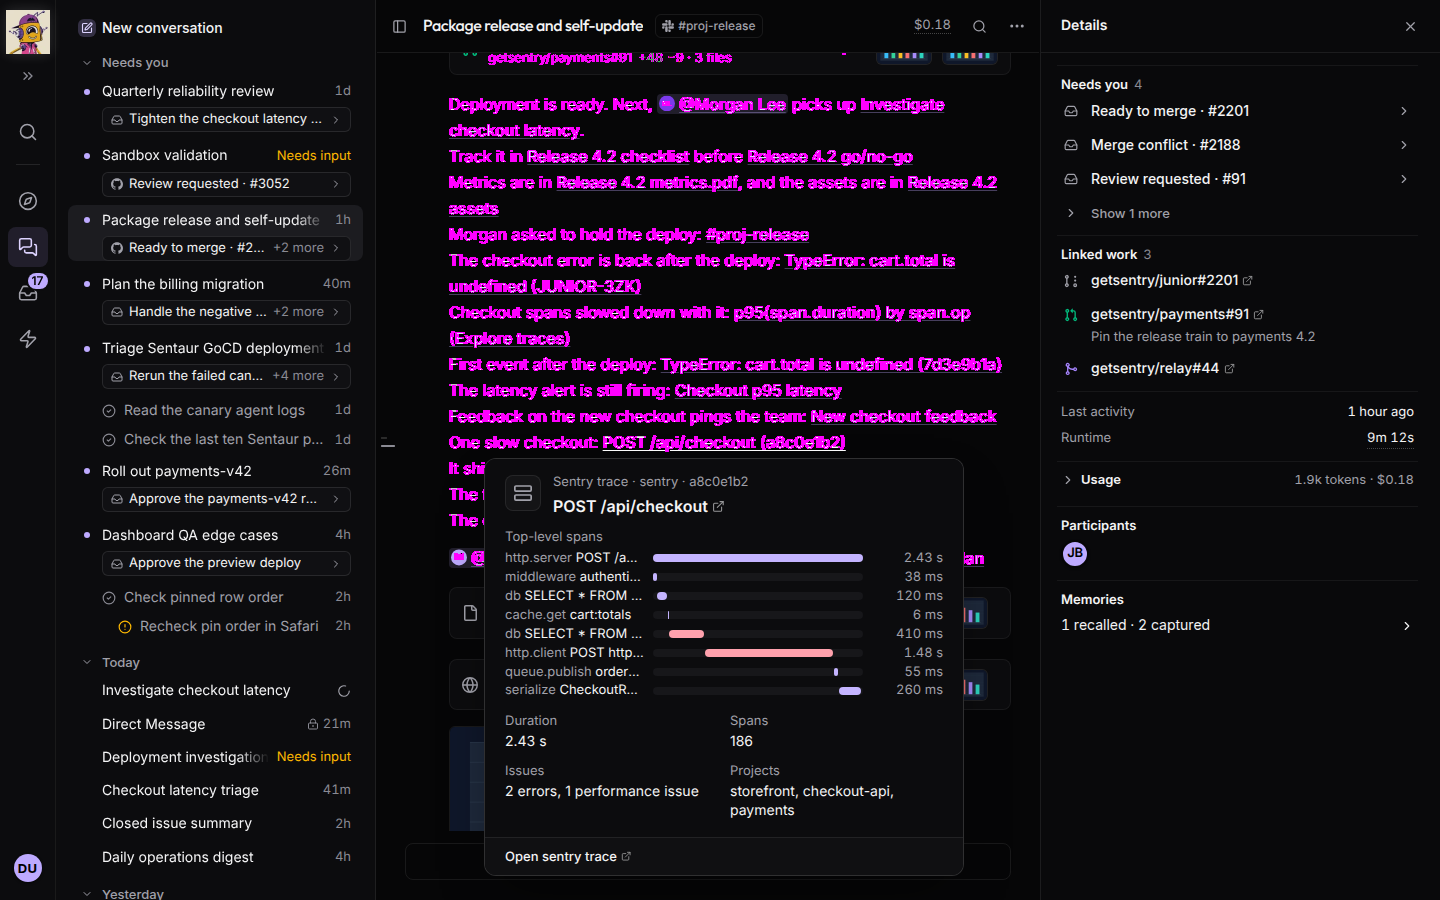 New conversation
Needs you
Quarterly reliability review 1d
Tighten the checkout latency ...
Sandbox validation Needs input
Review requested · #3052
Package release and self-update 1h
Ready to merge · #2... +2 more
Plan the billing migration 40m
Handle the negative ... +2 more
Triage Sentaur GoCD deployment 1d
Rerun the failed can... +4 more
Read the canary agent logs 1d
Check the last ten Sentaur p... 1d
Roll out payments-v42 26m
Approve the payments-v42 r...
Dashboard QA edge cases 4h
Approve the preview deploy
Check pinned row order 2h
Recheck pin order in Safari 2h
Today
Investigate checkout latency
Direct Message 21m
Deployment investigation Needs input
Checkout latency triage 41m
Closed issue summary 2h
Daily operations digest 4h
Yesterday
17
DU
Package release and self-update #proj-release $0.18
getsentry/payments#91 +48 −9 · 3 files
Deployment is ready. Next, @Morgan Lee picks up Investigate
checkout latency.
Track it in Release 4.2 checklist before Release 4.2 go/no-go
Metrics are in Release 4.2 metrics.pdf, and the assets are in Release 4.2
assets
Morgan asked to hold the deploy: #proj-release
The checkout error is back after the deploy: TypeError: cart.total is
undefined (JUNIOR-3ZK)
Checkout spans slowed down with it: p95(span.duration) by span.op
(Explore traces)
First event after the deploy: TypeError: cart.total is undefined (7d3e9b1a)
The latency alert is still firing: Checkout p95 latency
Feedback on the new checkout pings the team: New checkout feedback
One slow checkout: POST /api/checkout (a8c0e1b2)
It
The
The
Sentry trace · sentry · a8c0e1b2
POST /api/checkout
Top-level spans
http.server POST /a... 2.43 s
middleware authenti... 38 ms
db SELECT * FROM ... 120 ms
cache.get cart:totals 6 ms
db SELECT * FROM ... 410 ms
http.client POST http... 1.48 s
queue.publish order... 55 ms
serialize CheckoutR... 260 ms
Duration Spans
2.43 s 186
Issues Projects
2 errors, 1 performance issue storefront, checkout-api,
payments
Open sentry trace
Details
Needs you 4
Ready to merge · #2201
Merge conflict · #2188
Review requested · #91
Show 1 more
Linked work 3
getsentry/junior#2201
getsentry/payments#91
Pin the release train to payments 4.2
getsentry/relay#44
Last activity 1 hour ago
Runtime 9m 12s
Usage 1.9k tokens · $0.18
Participants
JB
Memories
1 recalled · 2 captured